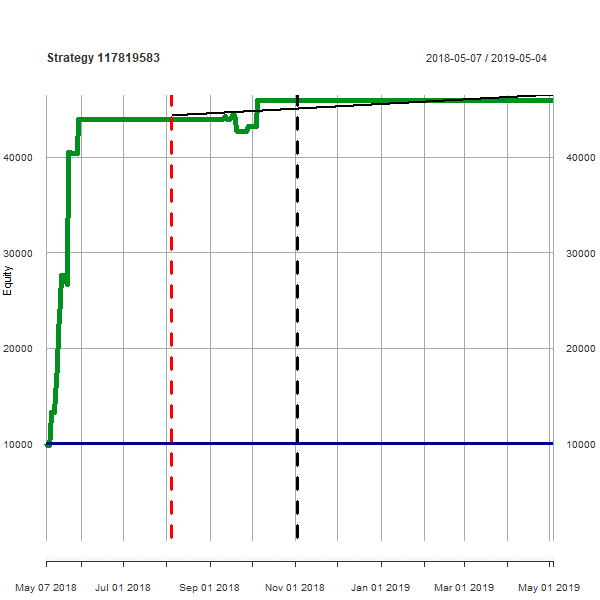 Strategy 117819583
2018-05-07 / 2019-05-04
40000
40000
30000
30000
Equity
20000
20000
10000
10000
May 07 2018
Jul 01 2018
Sep 01 2018
Nov 01 2018
Jan 01 2019
Mar 01 2019
May 01 2019